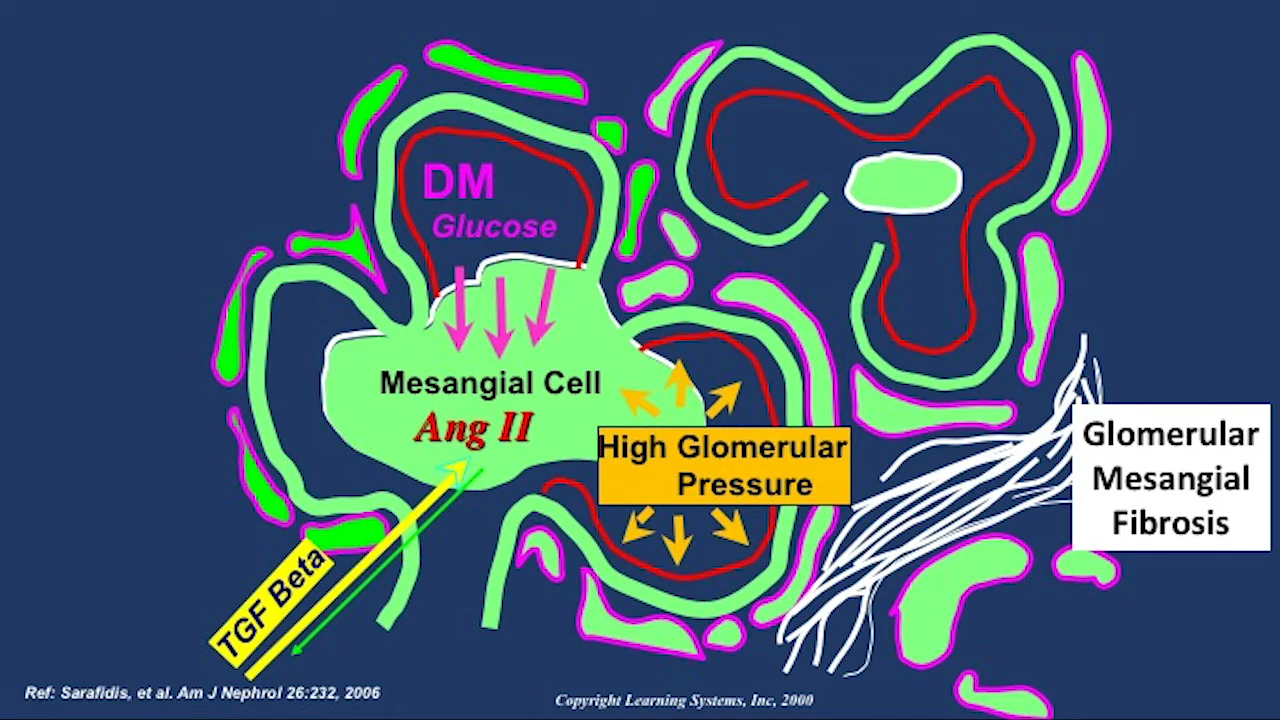 DM
Glucose
Mesangial Cell
Ang II
High Glomerular
Pressure
Glomerular
Mesangial
Fibrosis
TGF Beta
Ref: Sarafidis, et al. Am J Nephrol 26:232, 2006
Copyright Learning Systems, Inc, 2000